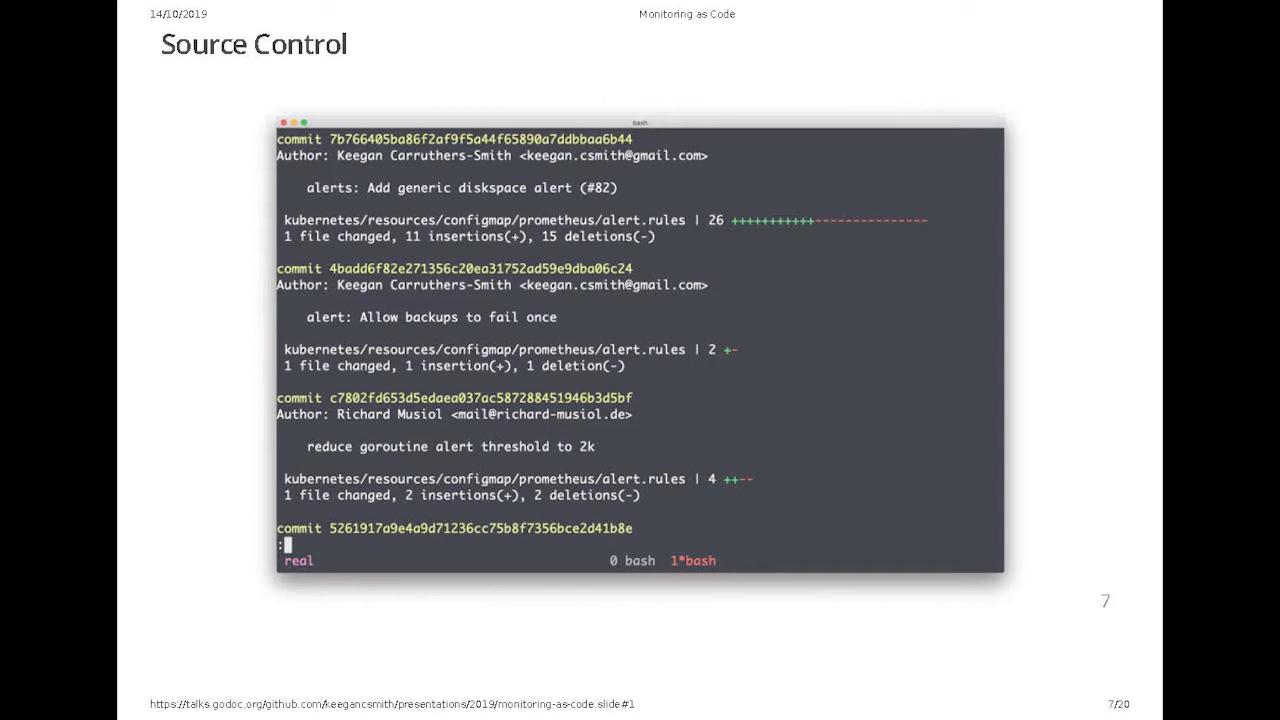 14/10/2019 Monitoring as Code
Source Control
bash
commit 7b766405ba86f2af9f5a44f65890a7ddbbaa6b44
Author: Keegan Carruthers-Smith <keegan.csmith@gmail.com>
alerts: Add generic diskspace alert (#82)
kubernetes/resources/configmap/prometheus/alert.rules | 26 +++++++++++---------------
1 file changed, 11 insertions(+), 15 deletions(-)
commit 4badd6f82e271356c20ea31752ad59e9dba06c24
Author: Keegan Carruthers-Smith <keegan.csmith@gmail.com>
alert: Allow backups to fail once
kubernetes/resources/configmap/prometheus/alert.rules | 2 +-
1 file changed, 1 insertion(+), 1 deletion(-)
commit c7802fd653d5edaea037ac587288451946b3d5bf
Author: Richard Musiol <mail@richard-musiol.de>
reduce goroutine alert threshold to 2k
kubernetes/resources/configmap/prometheus/alert.rules | 4 ++--
1 file changed, 2 insertions(+), 2 deletions(-)
commit 5261917a9e4a9d71236cc75b8f7356bce2d41b8e
:
real 0 bash 1*bash
7
https://talks.godoc.org/github.com/keegancsmith/presentations/2019/monitoring-as-code.slide#1 7/20